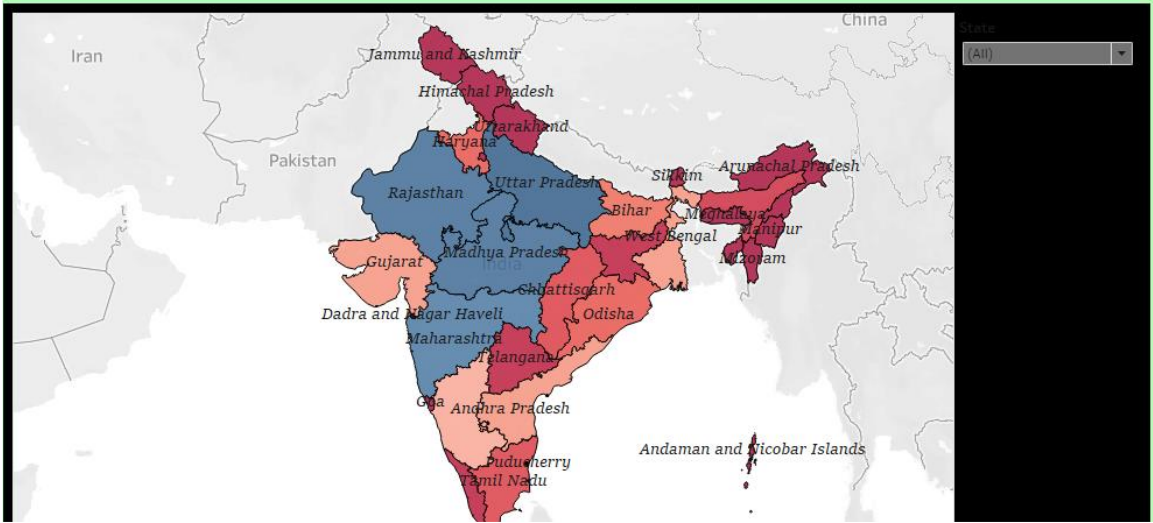 China
State
(All)
Iran
Jammu and Kashmir
Himachal Pradesh
Uttarakhand
Haryana
Pakistan
Sikkim
Arunachal Pradesh
Rajasthan
Uttar Pradesh
Bihar
Meghalaya
Manipur
West Bengal
Mizoram
Madhya Pradesh
India
Gujarat
Chhattisgarh
Dadra and Nagar Haveli
Odisha
Maharashtra
Telangana
Goa
Andhra Pradesh
Andaman and Nicobar Islands
Puducherry
Tamil Nadu